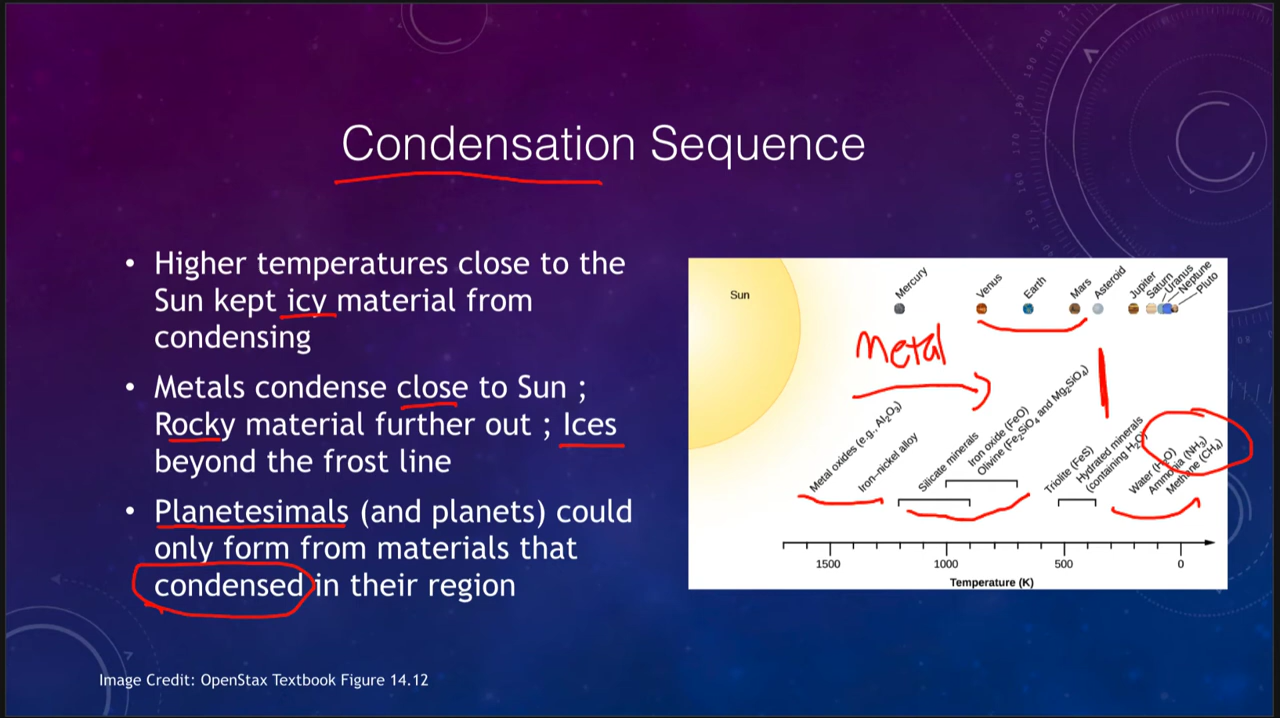 Condensation Sequence
• Higher temperatures close to the
Sun kept icy material from
condensing
• Metals condense close to Sun ;
Rocky material further out ; Ices
beyond the frost line
• Planetesimals (and planets) could
only form from materials that
condensed in their region
Image Credit: OpenStax Textbook Figure 14.12
Sun
Mercury
Venus
Earth
Mars
Asteroid
Jupiter
Saturn
Uranus
Neptune
Pluto
Metal
Metal oxides (e.g., Al₂O₃)
Iron–nickel alloy
Silicate minerals
Iron oxide (FeO)
Olivine (Fe₂SiO₄ and Mg₂SiO₄)
Triolite (FeS)
Hydrated minerals
(containing H₂O)
Water (H₂O)
Ammonia (NH₃)
Methane (CH₄)
1500 1000 500 0
Temperature (K)